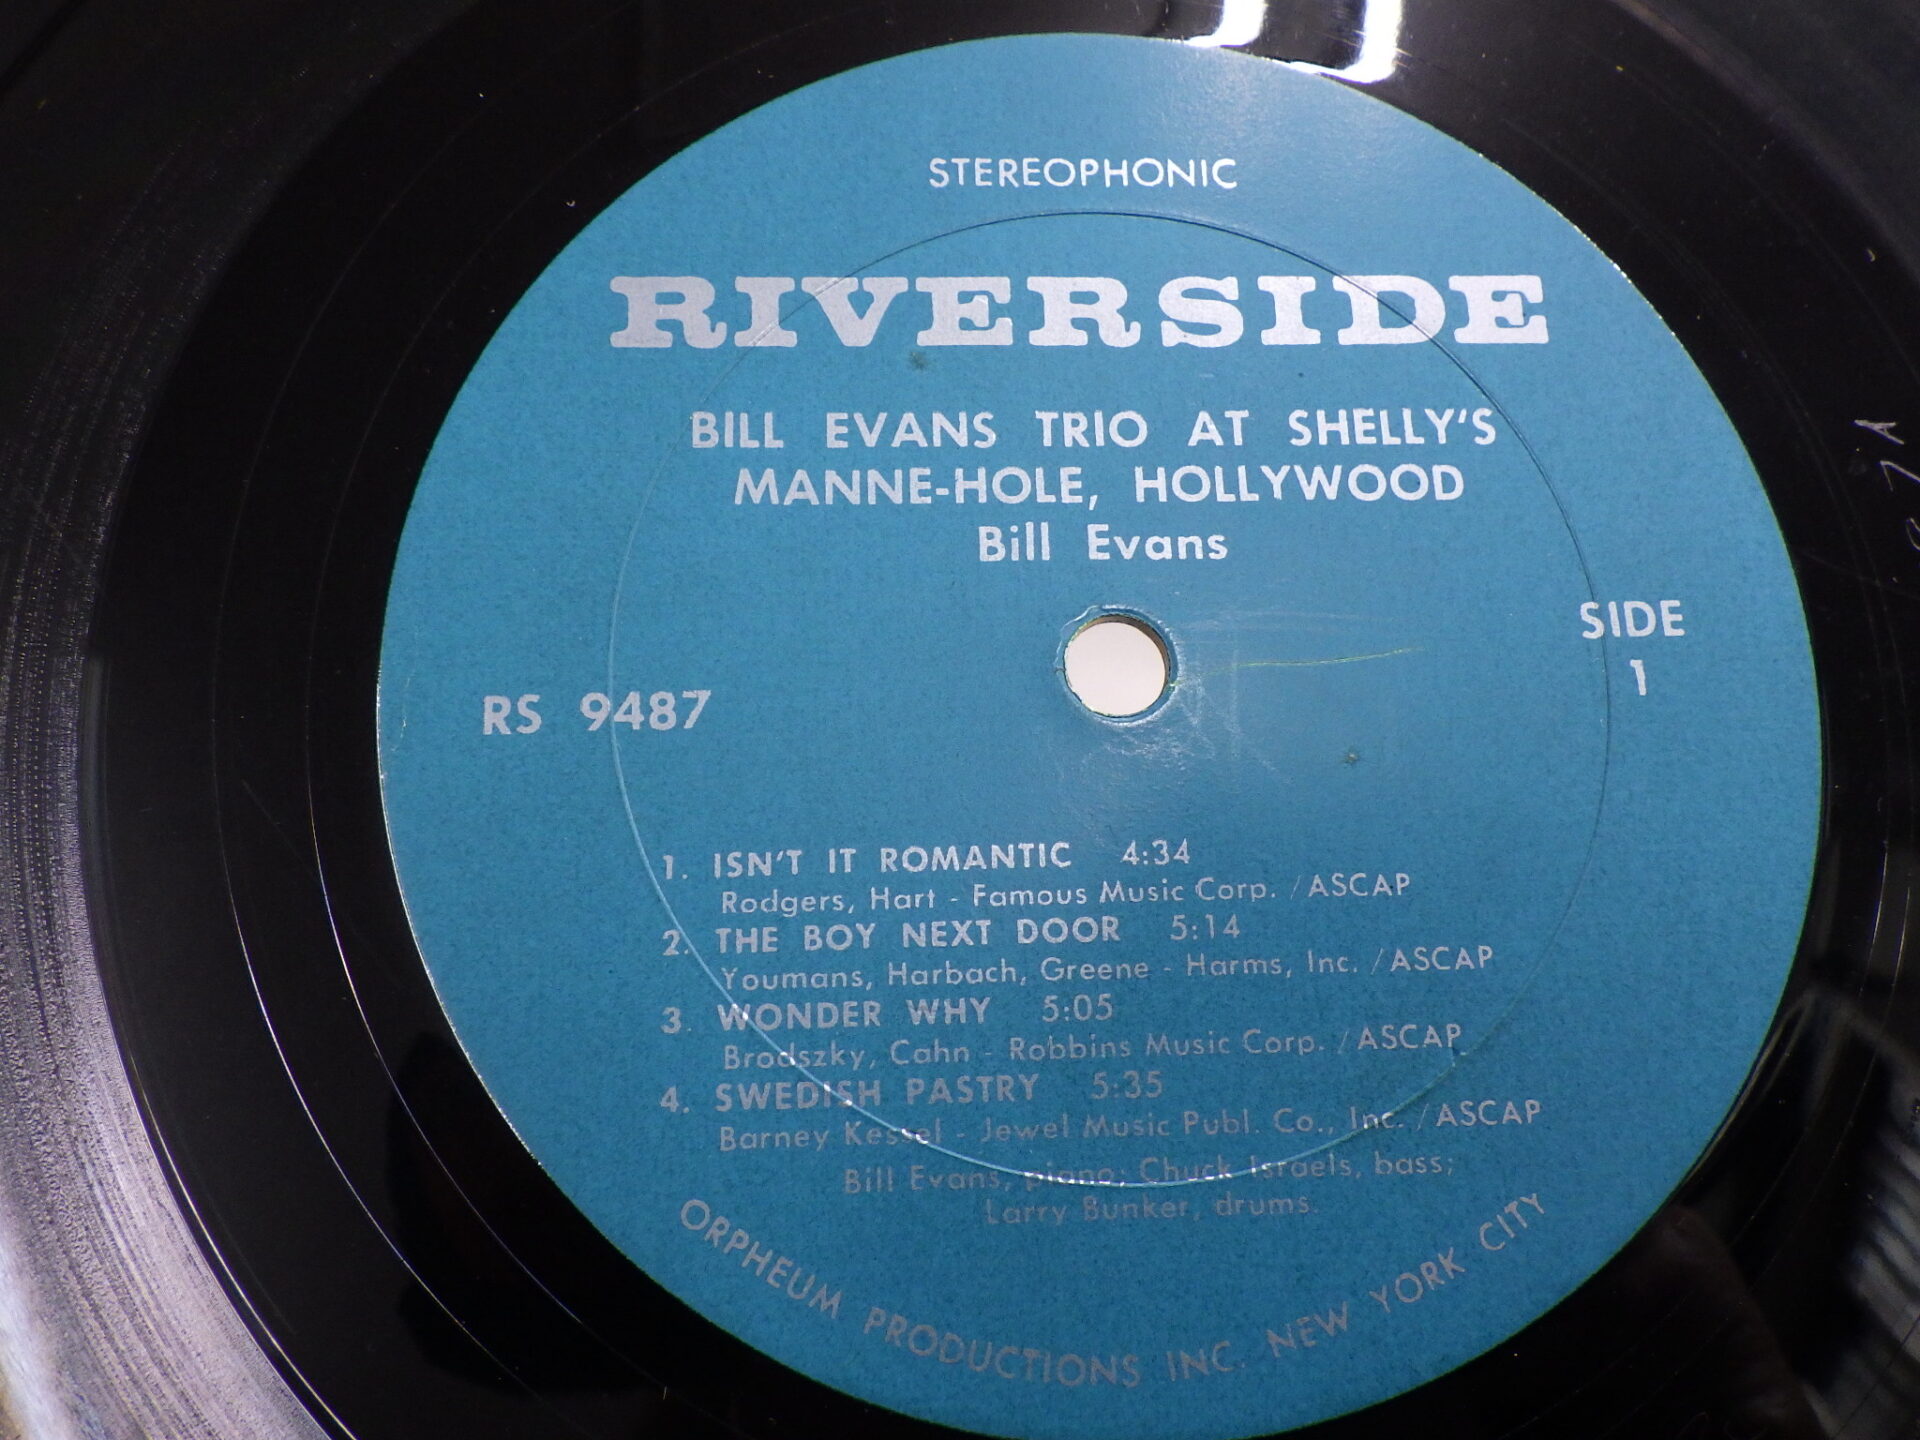 STEREOPHONIC
RIVERSIDE
BILL EVANS TRIO AT SHELLY'S
MANNE-HOLE, HOLLYWOOD
Bill Evans
SIDE
1
RS 9487
1. ISN'T IT ROMANTIC 4:34
Rodgers, Hart - Famous Music Corp. / ASCAP
2. THE BOY NEXT DOOR 5:14
Youmans, Harbach, Greene - Harms, Inc. / ASCAP
3. WONDER WHY 5:05
Brodszky, Cahn - Robbins Music Corp. / ASCAP
4. SWEDISH PASTRY 5:35
Barney Kessel - Jewel Music Publ. Co., Inc. / ASCAP
Bill Evans, piano; Chuck Israels, bass;
Larry Bunker, drums.
ORPHEUM PRODUCTIONS INC. NEW YORK CITY